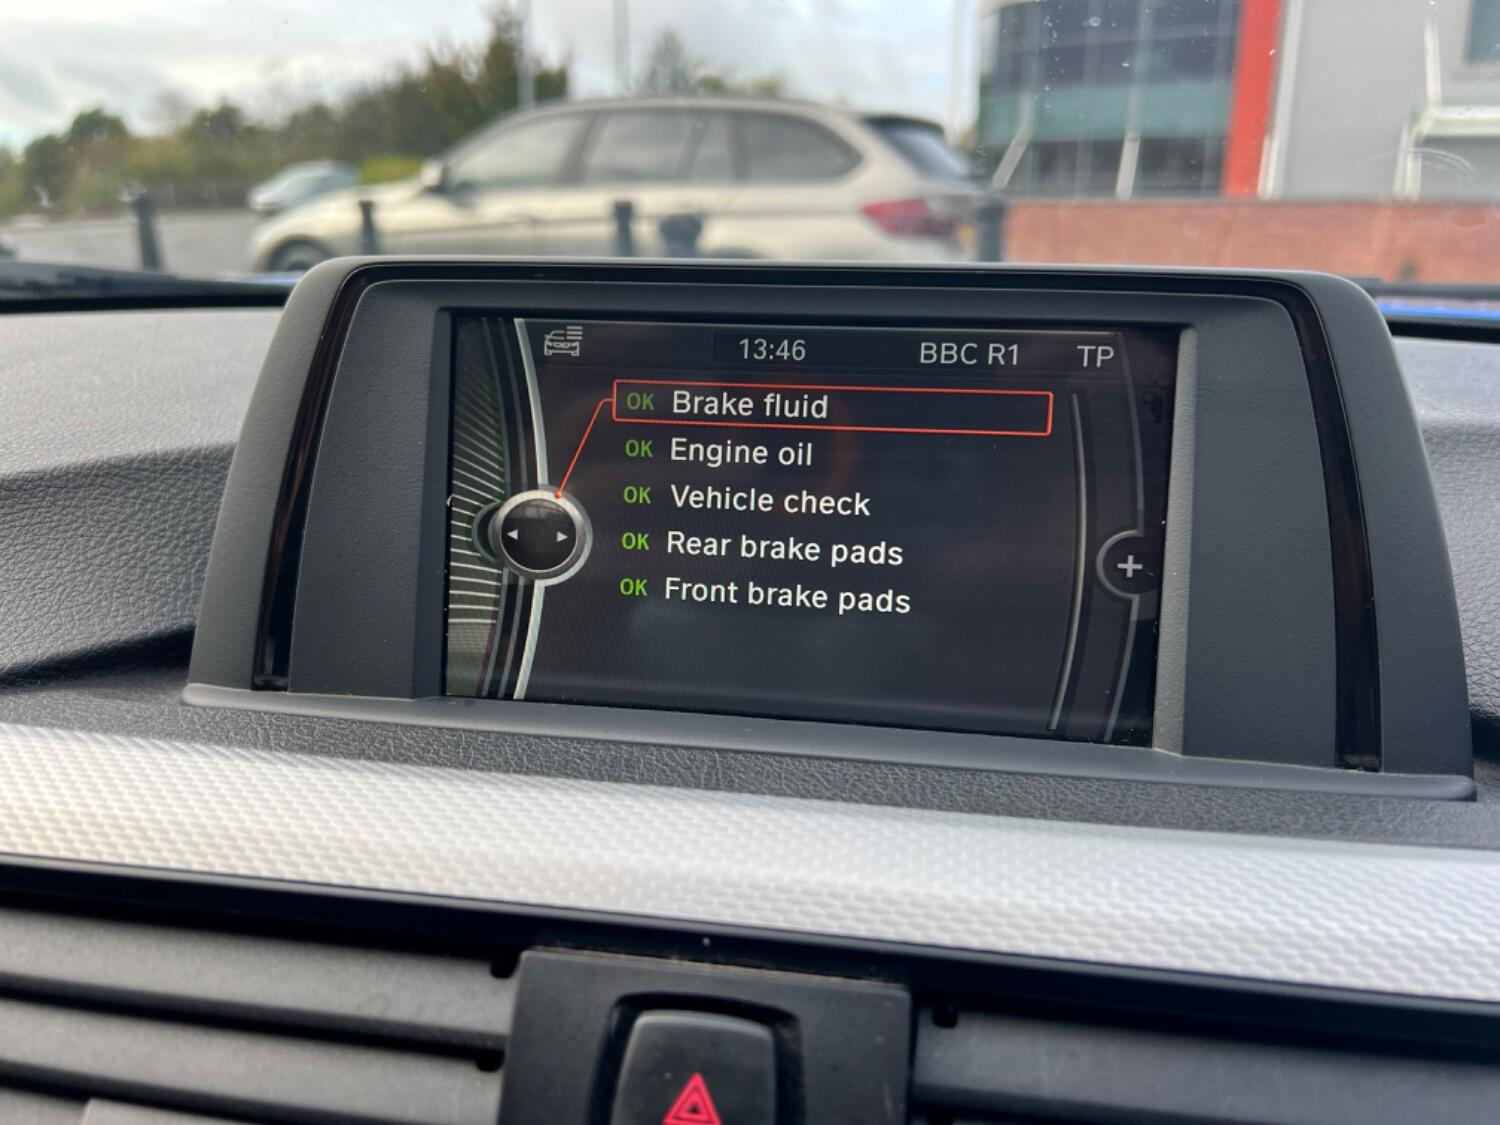 13:46 BBC R1 TP
OK Brake fluid
OK Engine oil
OK Vehicle check
OK Rear brake pads
OK Front brake pads